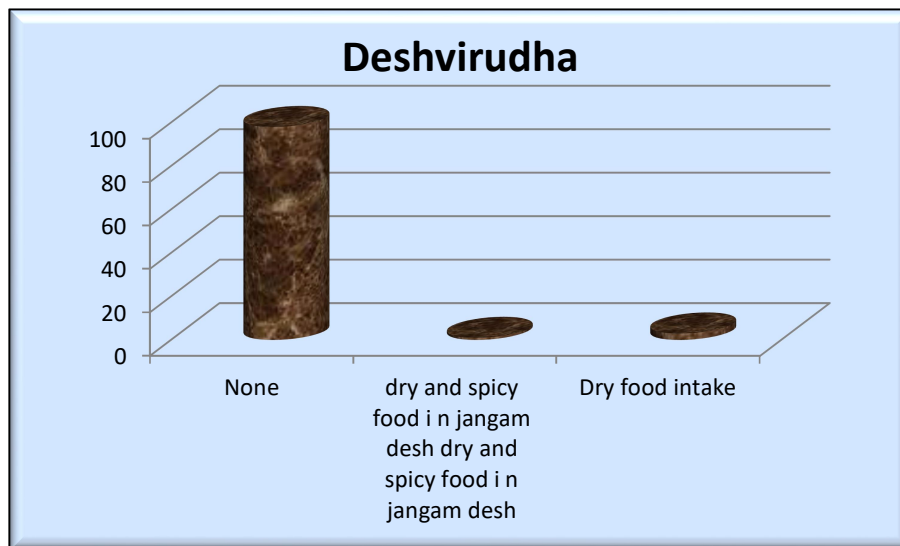 Deshvirudha
100
80
60
40
20
0
None
dry and spicy
food i n jangam
desh dry and
spicy food i n
jangam desh
Dry food intake